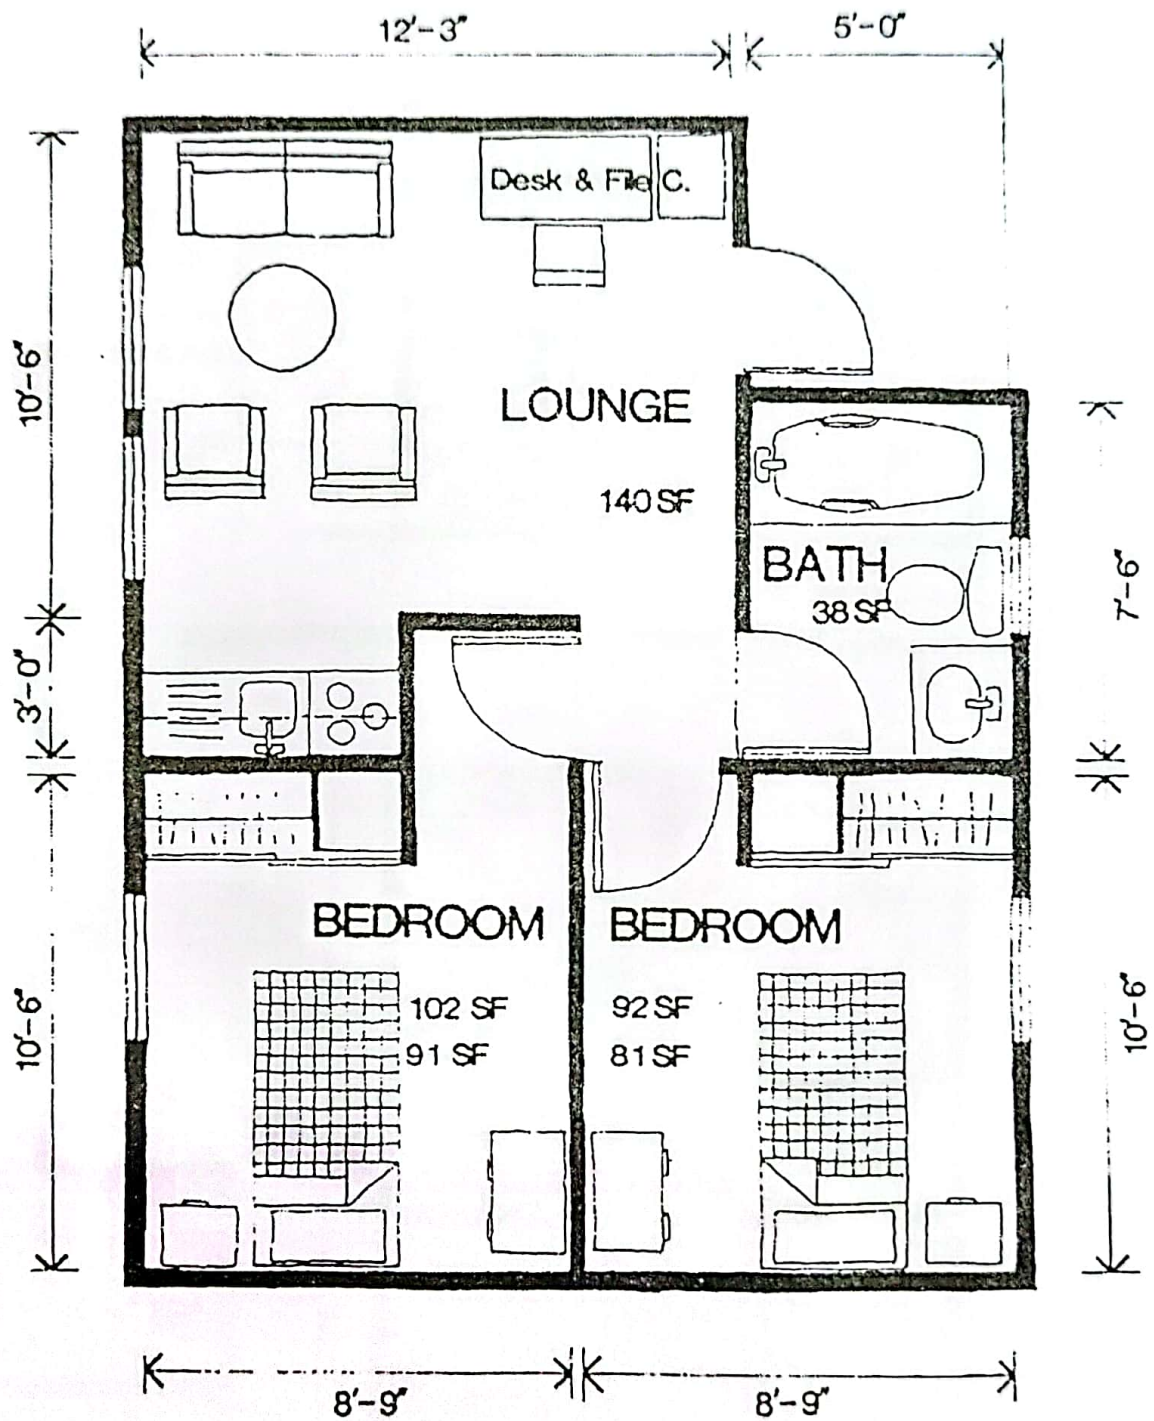 12'-3" 5'-0"
Desk & File C.
10'-6"
LOUNGE
140 SF
BATH
38 SF
7'-6"
3'-0"
BEDROOM BEDROOM
102 SF 92 SF
91 SF 81 SF
10'-6" 10'-6"
8'-9" 8'-9"